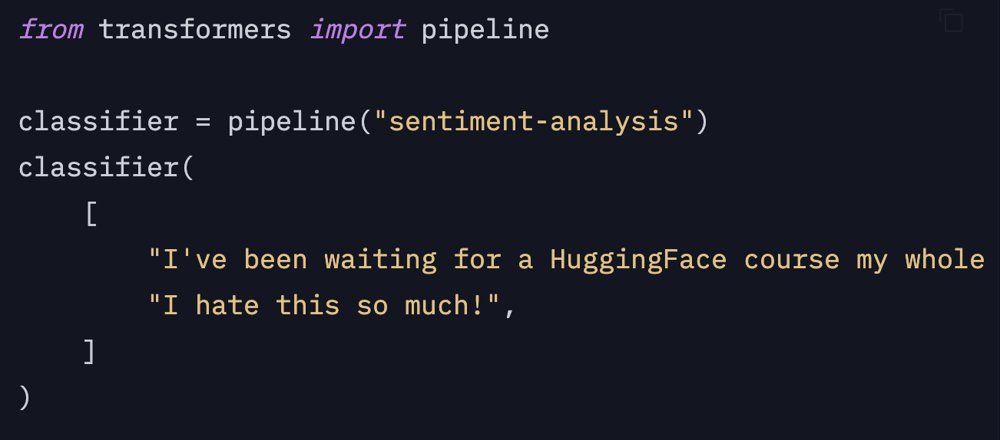 from transformers import pipeline

classifier = pipeline("sentiment-analysis")
classifier(
    [
        "I've been waiting for a HuggingFace course my whole
        "I hate this so much!",
    ]
)